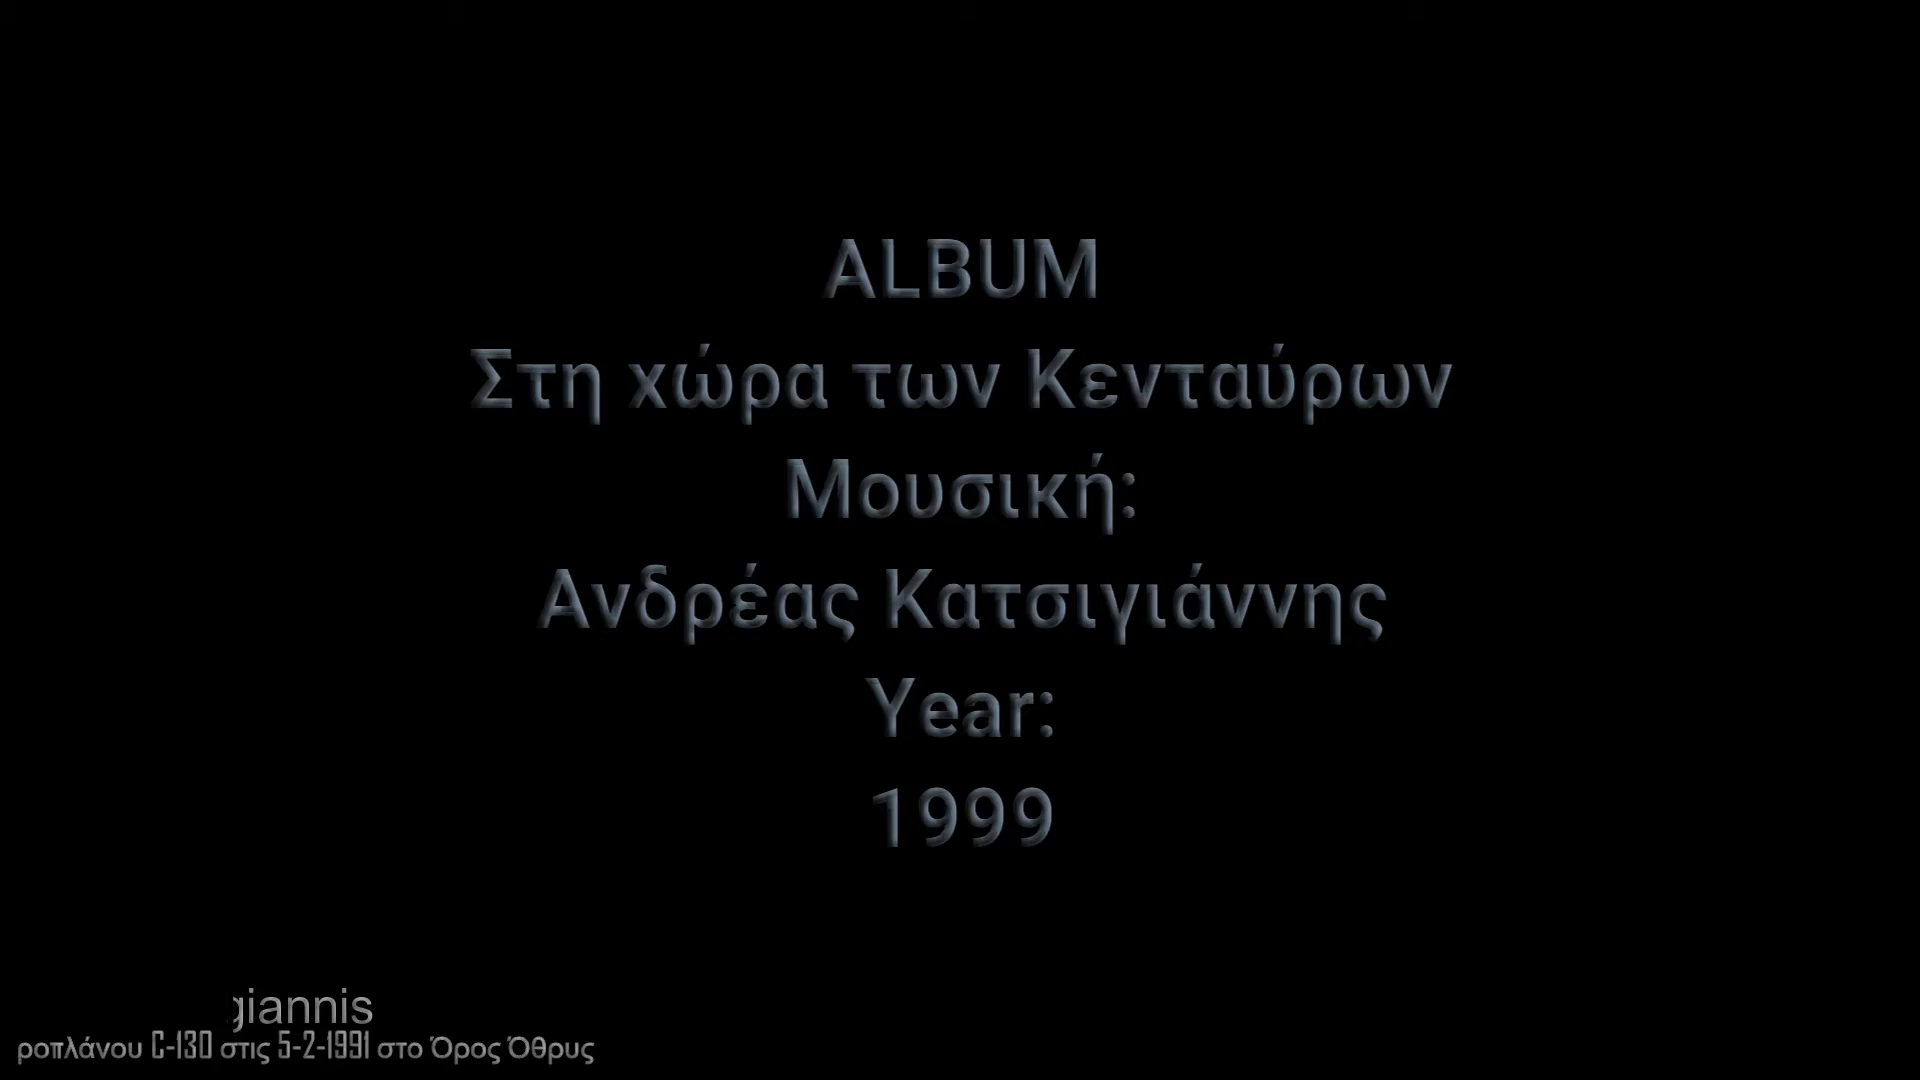 ALBUM
Στη χώρα των Κενταύρων
Μουσική:
Ανδρέας Κατσιγιάννης
Year:
1999
giannis
ροπλάνου C-130 στις 5-2-1991 στο Όρος Όθρυς